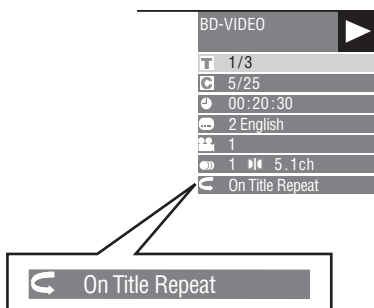 BD-VIDEO
T 1/3
C 5/25
00:20:30
2 English
1
1 5.1ch
On Title Repeat
On Title Repeat